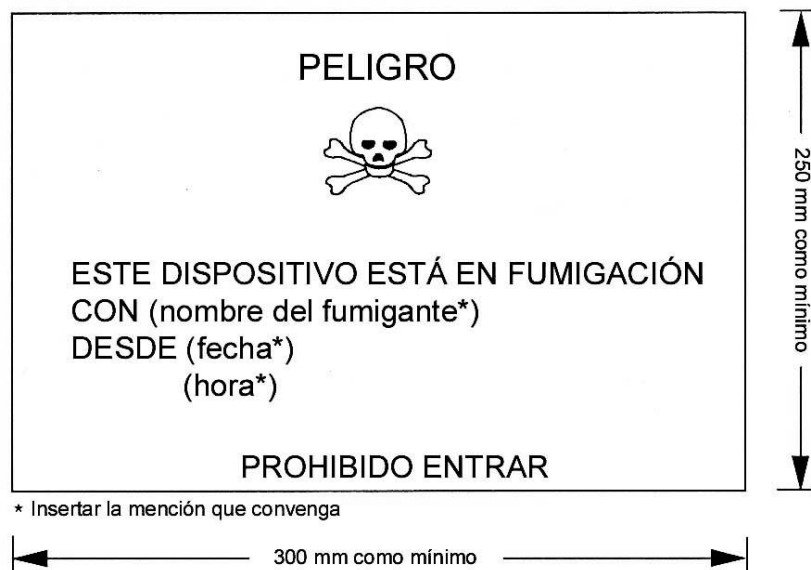 PELIGRO
ESTE DISPOSITIVO ESTÁ EN FUMIGACIÓN
CON (nombre del fumigante*)
DESDE (fecha*)
(hora*)
PROHIBIDO ENTRAR
* Insertar la mención que convenga
300 mm como mínimo
250 mm como mínimo